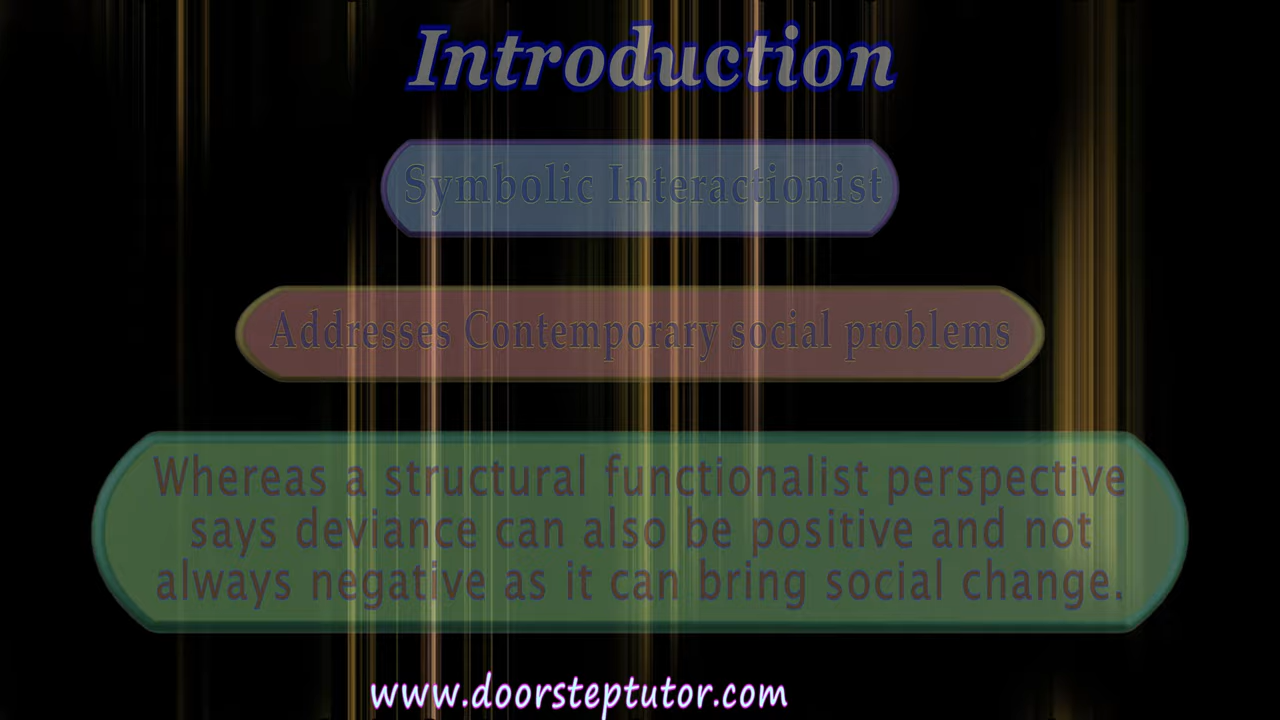 Introduction
Symbolic Interactionist
Addresses Contemporary social problems
Whereas a structural functionalist perspective
says deviance can also be positive and not
always negative as it can bring social change.
www.doorsteptutor.com